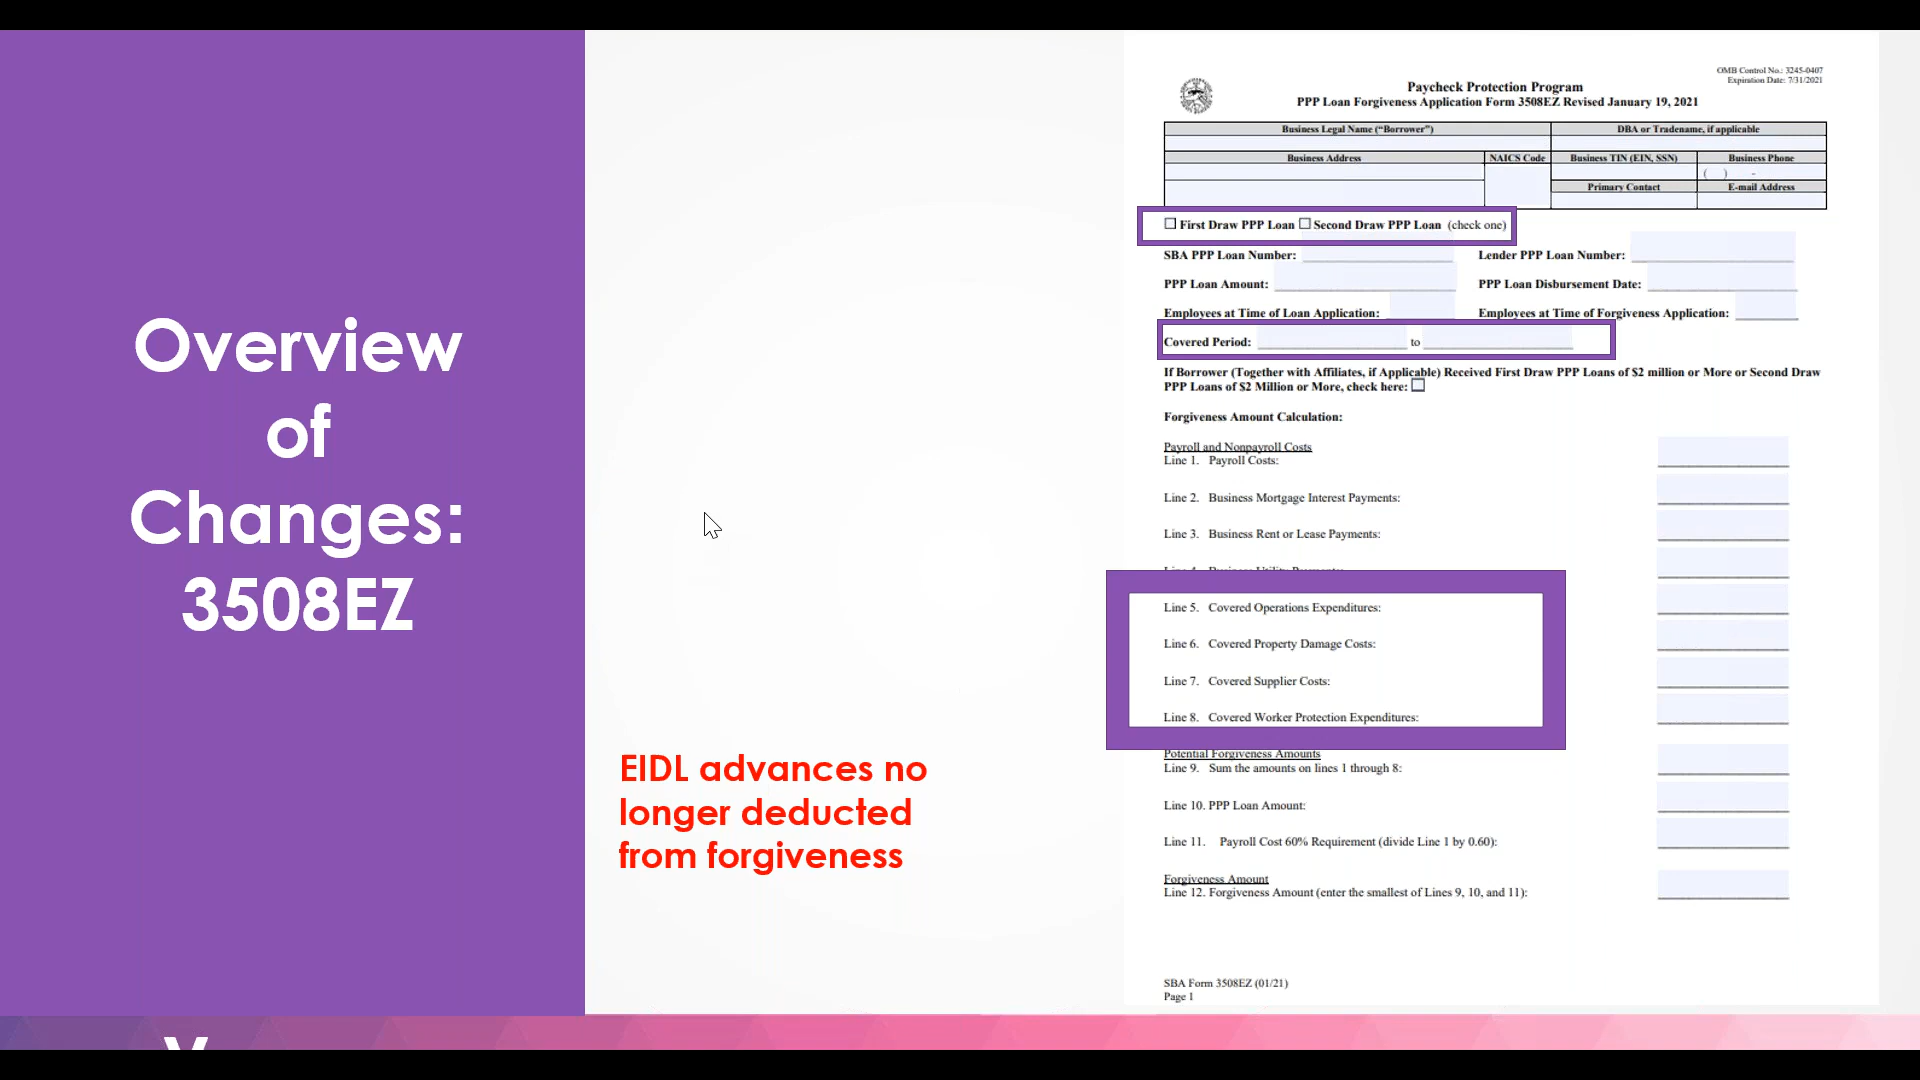 Overview
of
Changes:
3508EZ
EIDL advances no
longer deducted
from forgiveness
OMB Control No.: 3245-0407
Expiration Date: 7/31/2021
Paycheck Protection Program
PPP Loan Forgiveness Application Form 3508EZ Revised January 19, 2021
Business Legal Name (“Borrower”) DBA or Tradename, if applicable
Business Address NAICS Code Business TIN (EIN, SSN) Business Phone
( ) -
Primary Contact E-mail Address
☐ First Draw PPP Loan ☐ Second Draw PPP Loan (check one)
SBA PPP Loan Number: Lender PPP Loan Number:
PPP Loan Amount: PPP Loan Disbursement Date:
Employees at Time of Loan Application: Employees at Time of Forgiveness Application:
Covered Period: to
If Borrower (Together with Affiliates, if Applicable) Received First Draw PPP Loans of $2 million or More or Second Draw
PPP Loans of $2 Million or More, check here: ☐
Forgiveness Amount Calculation:
Payroll and Nonpayroll Costs
Line 1. Payroll Costs:
Line 2. Business Mortgage Interest Payments:
Line 3. Business Rent or Lease Payments:
Line 4. Business Utility Payments:
Line 5. Covered Operations Expenditures:
Line 6. Covered Property Damage Costs:
Line 7. Covered Supplier Costs:
Line 8. Covered Worker Protection Expenditures:
Potential Forgiveness Amounts
Line 9. Sum the amounts on lines 1 through 8:
Line 10. PPP Loan Amount:
Line 11. Payroll Cost 60% Requirement (divide Line 1 by 0.60):
Forgiveness Amount
Line 12. Forgiveness Amount (enter the smallest of Lines 9, 10, and 11):
SBA Form 3508EZ (01/21)
Page 1